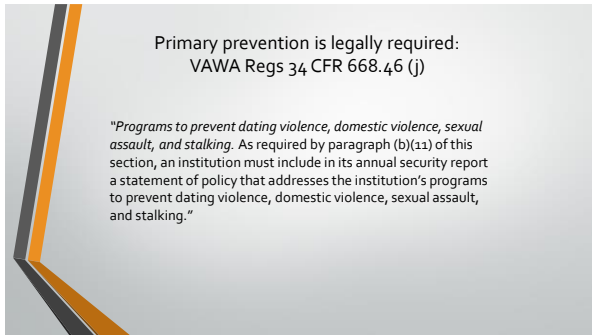 Primary prevention is legally required:
VAWA Regs 34 CFR 668.46 (j)
“Programs to prevent dating violence, domestic violence, sexual
assault, and stalking. As required by paragraph (b)(11) of this
section, an institution must include in its annual security report
a statement of policy that addresses the institution’s programs
to prevent dating violence, domestic violence, sexual assault,
and stalking.”